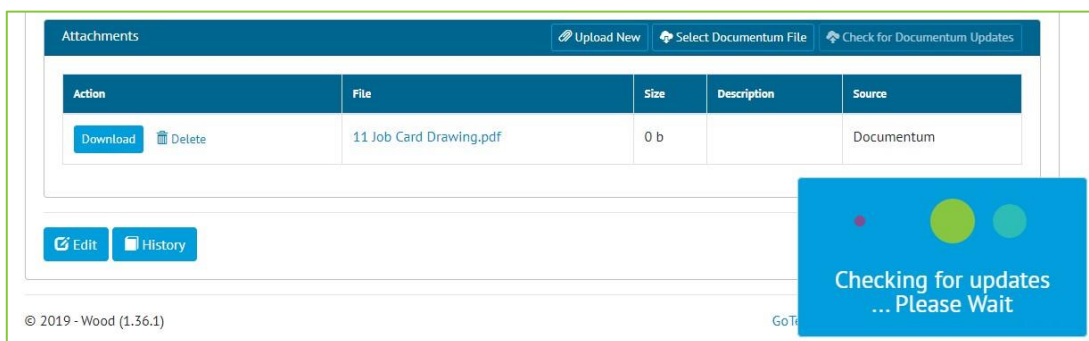 Attachments Upload New Select Documentum File Check for Documentum Updates
Action File Size Description Source
Download Delete 11 Job Card Drawing.pdf 0 b Documentum
Edit History
Checking for updates
... Please Wait
© 2019 - Wood (1.36.1)